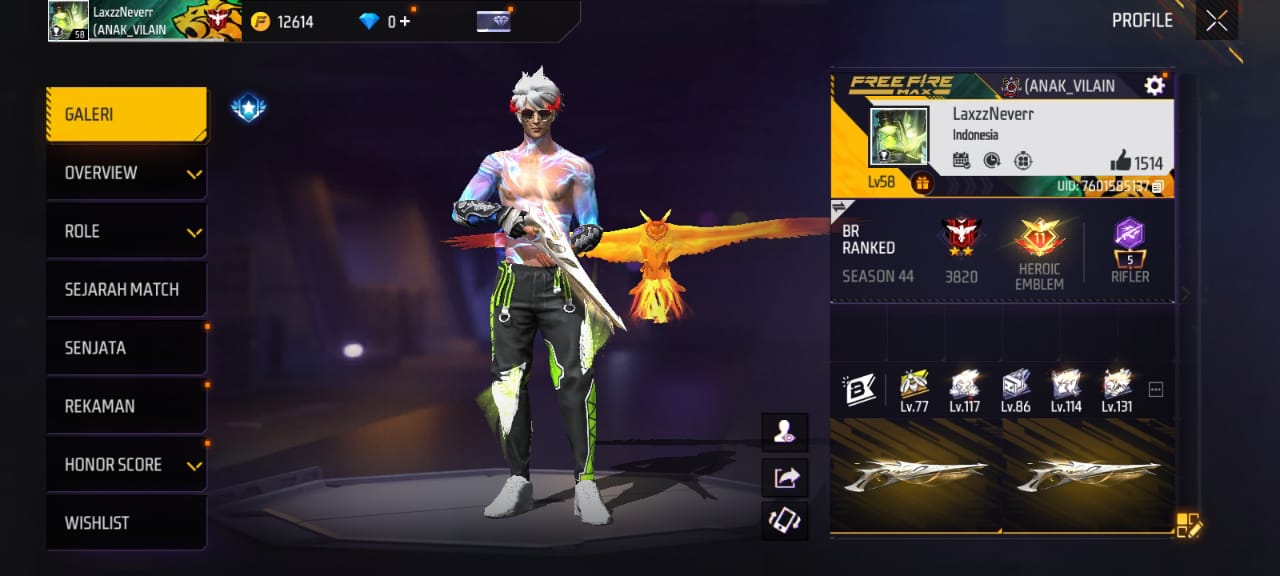 LaxzzNeverr
58
(ANAK_VILAIN
12614
0+
PROFILE
GALERI
OVERVIEW
ROLE
SEJARAH MATCH
SENJATA
REKAMAN
HONOR SCORE
WISHLIST
FREE FIRE
MAX
(ANAK_VILAIN
LaxzzNeverr
Indonesia
1514
Lv58
UID: 7601585137
BR
RANKED
SEASON 44
3820
11
HEROIC
EMBLEM
5
RIFLER
B
Lv.77
Lv.117
Lv.86
Lv.114
Lv.131